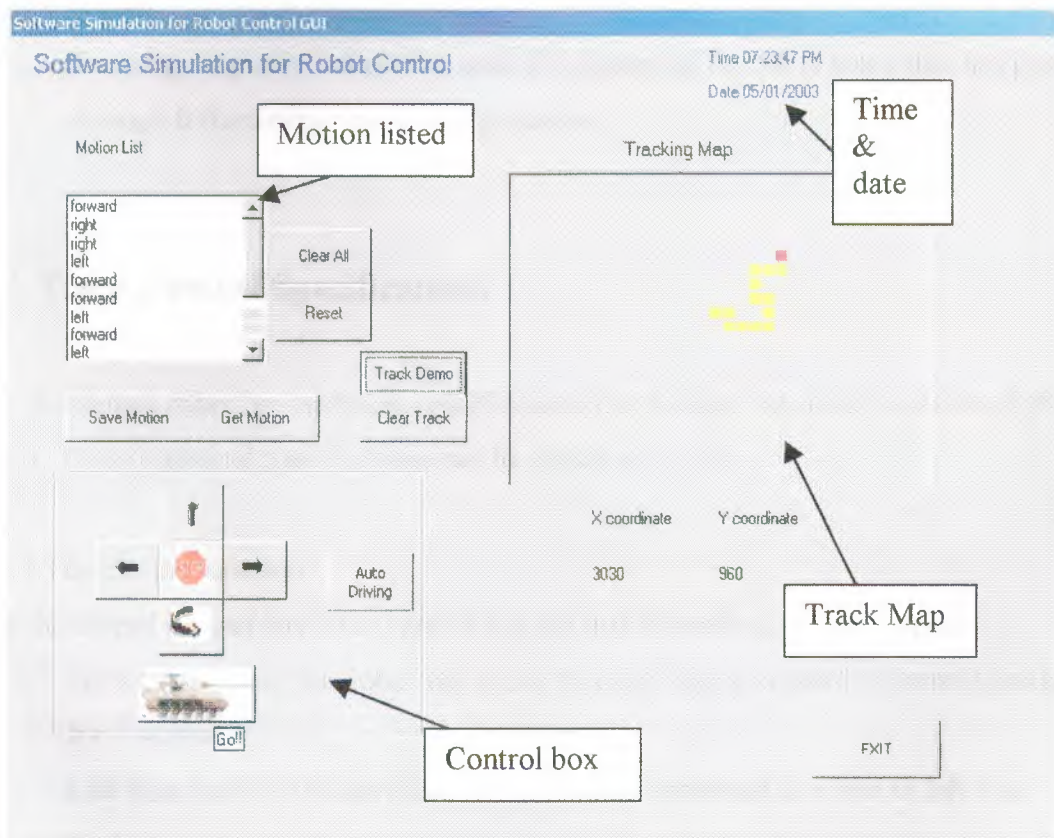 Software Simulation for Robot Control GUI
Software Simulation for Robot Control
Time 07:23:47 PM
Date 05/01/2003
Time
&
date
Motion listed
Motion List
Tracking Map
forward
right
right
left
forward
forward
left
forward
left
Clear All
Reset
Track Demo
Save Motion
Get Motion
Clear Track
X coordinate
Y coordinate
STOP
Auto
Driving
3030
960
Track Map
Go!!
Control box
EXIT